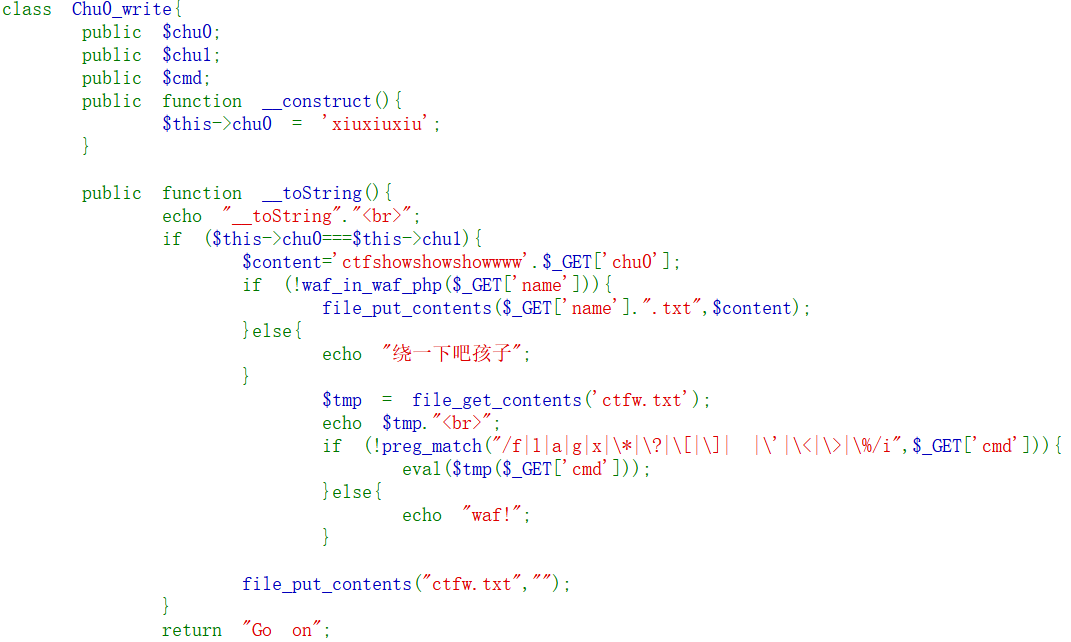 class Chu0_write{
public $chu0;
public $chu1;
public $cmd;
public function __construct(){
$this->chu0 = 'xiuxiuxiu';
}
public function __toString(){
echo "__toString"."<br>";
if ($this->chu0===$this->chu1){
$content='ctfshowshowshowwww'.$_GET['chu0'];
if (!waf_in_waf_php($_GET['name'])){
file_put_contents($_GET['name'].".txt",$content);
}else{
echo "绕一下吧孩子";
}
$tmp = file_get_contents('ctfw.txt');
echo $tmp."<br>";
if (!preg_match("/f|l|a|g|x|\*|\?|\[|\]| |\'|\<|\>|\%/i",$_GET['cmd'])){
eval($tmp($_GET['cmd']));
}else{
echo "waf!";
}
file_put_contents("ctfw.txt","");
}
return "Go on";